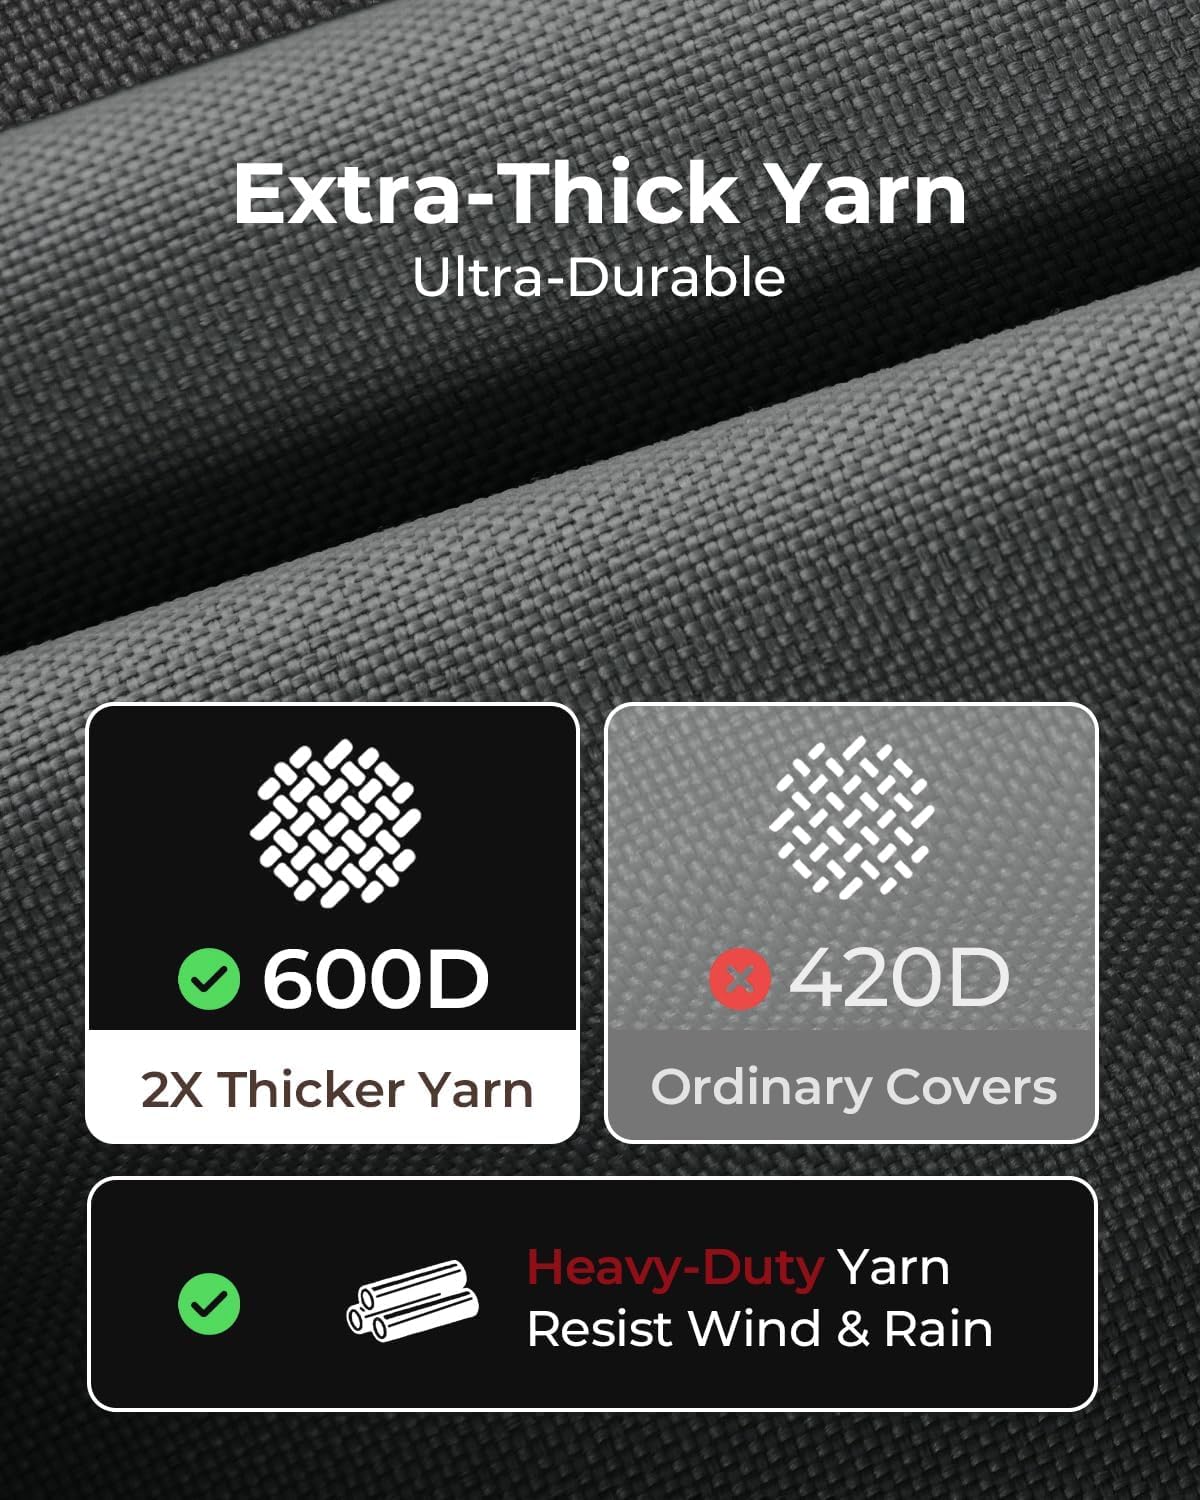 Extra-Thick Yarn
Ultra-Durable
600D
2X Thicker Yarn
420D
Ordinary Covers
Heavy-Duty Yarn
Resist Wind & Rain